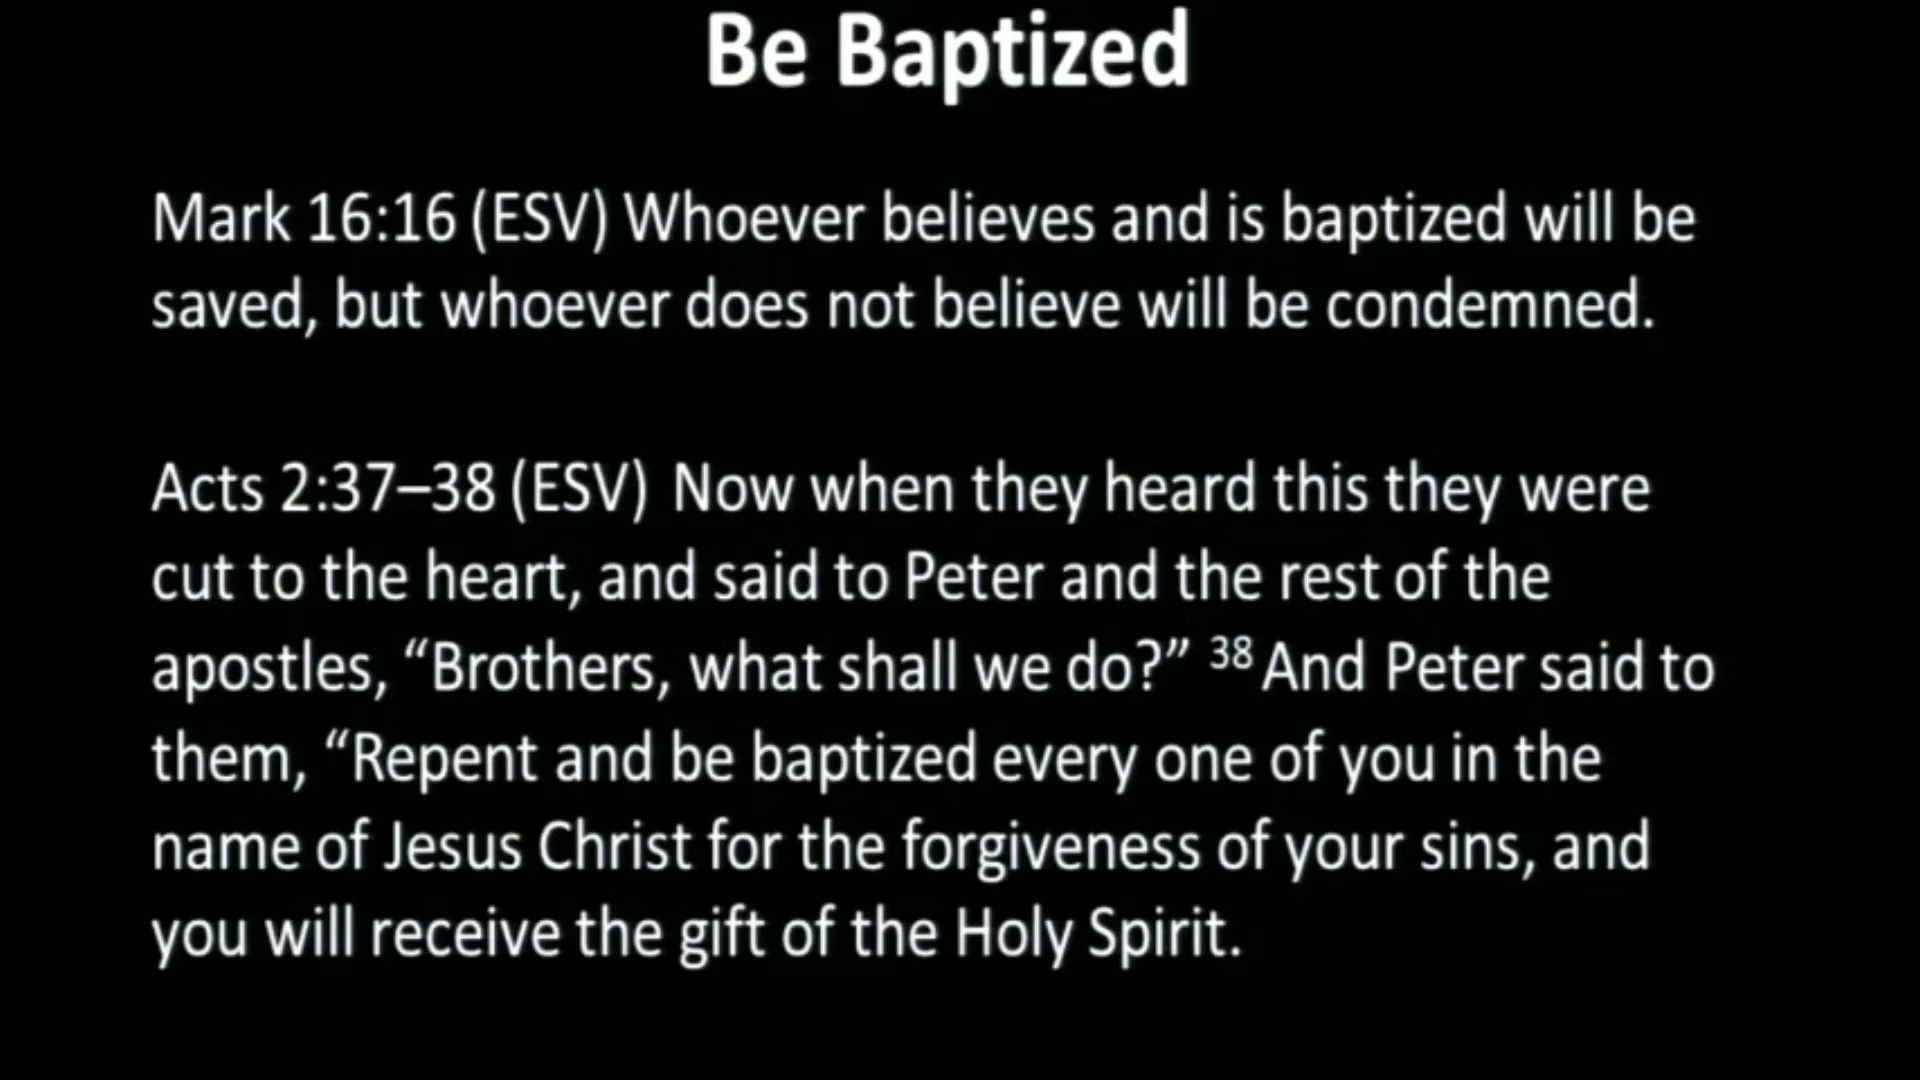 Be Baptized
Mark 16:16 (ESV) Whoever believes and is baptized will be
saved, but whoever does not believe will be condemned.
Acts 2:37–38 (ESV) Now when they heard this they were
cut to the heart, and said to Peter and the rest of the
apostles, “Brothers, what shall we do?” 38 And Peter said to
them, “Repent and be baptized every one of you in the
name of Jesus Christ for the forgiveness of your sins, and
you will receive the gift of the Holy Spirit.